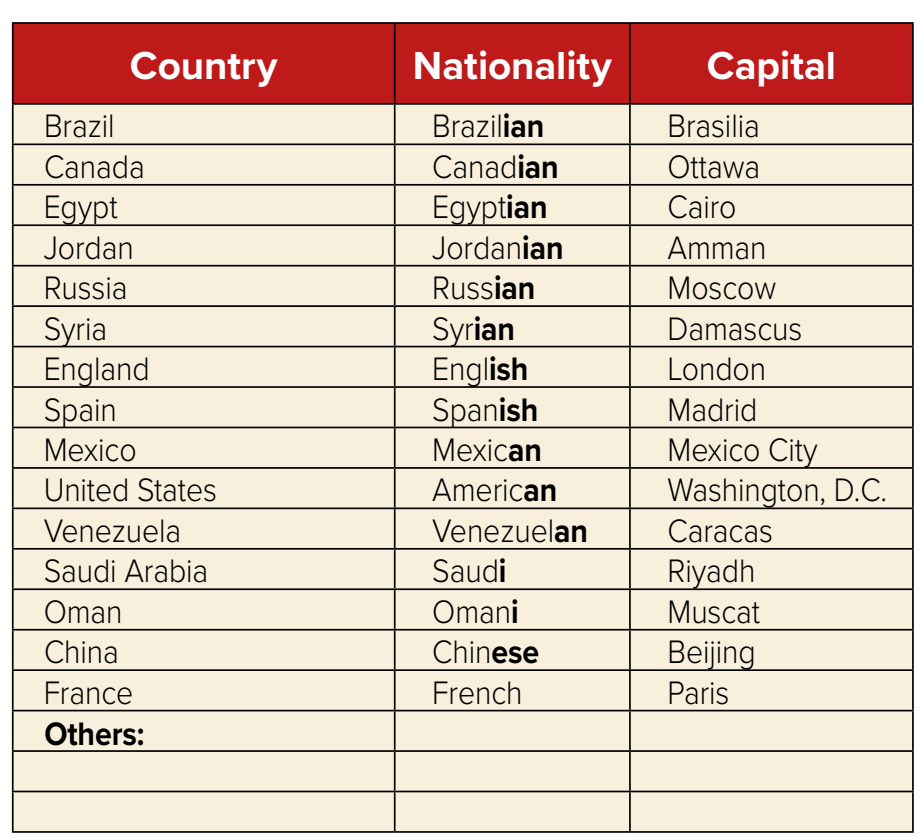 Country Nationality Capital
Brazil Brazilian Brasilia
Canada Canadian Ottawa
Egypt Egyptian Cairo
Jordan Jordanian Amman
Russia Russian Moscow
Syria Syrian Damascus
England English London
Spain Spanish Madrid
Mexico Mexican Mexico City
United States American Washington, D.C.
Venezuela Venezuelan Caracas
Saudi Arabia Saudi Riyadh
Oman Omani Muscat
China Chinese Beijing
France French Paris
Others: